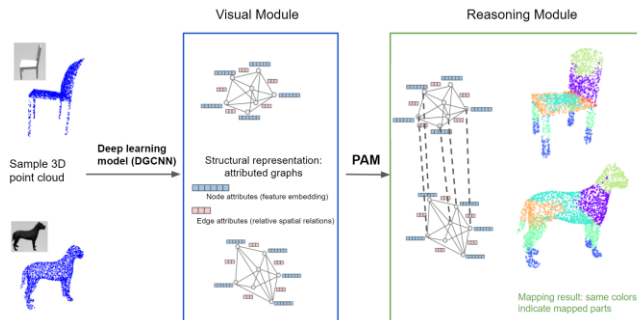 Visual Module
Reasoning Module
Sample 3D
point cloud
Deep learning
model (DGCNN)
Structural representation:
attributed graphs
Node attributes (feature embedding)
Edge attributes (relative spatial relations)
PAM
Mapping result: same colors
indicate mapped parts